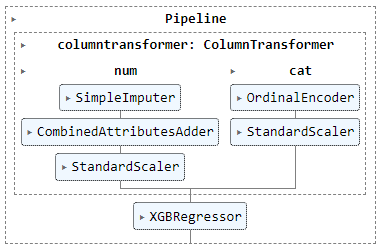 Pipeline
columntransformer: ColumnTransformer
num cat
SimpleImputer OrdinalEncoder
CombinedAttributesAdder StandardScaler
StandardScaler
XGBRegressor